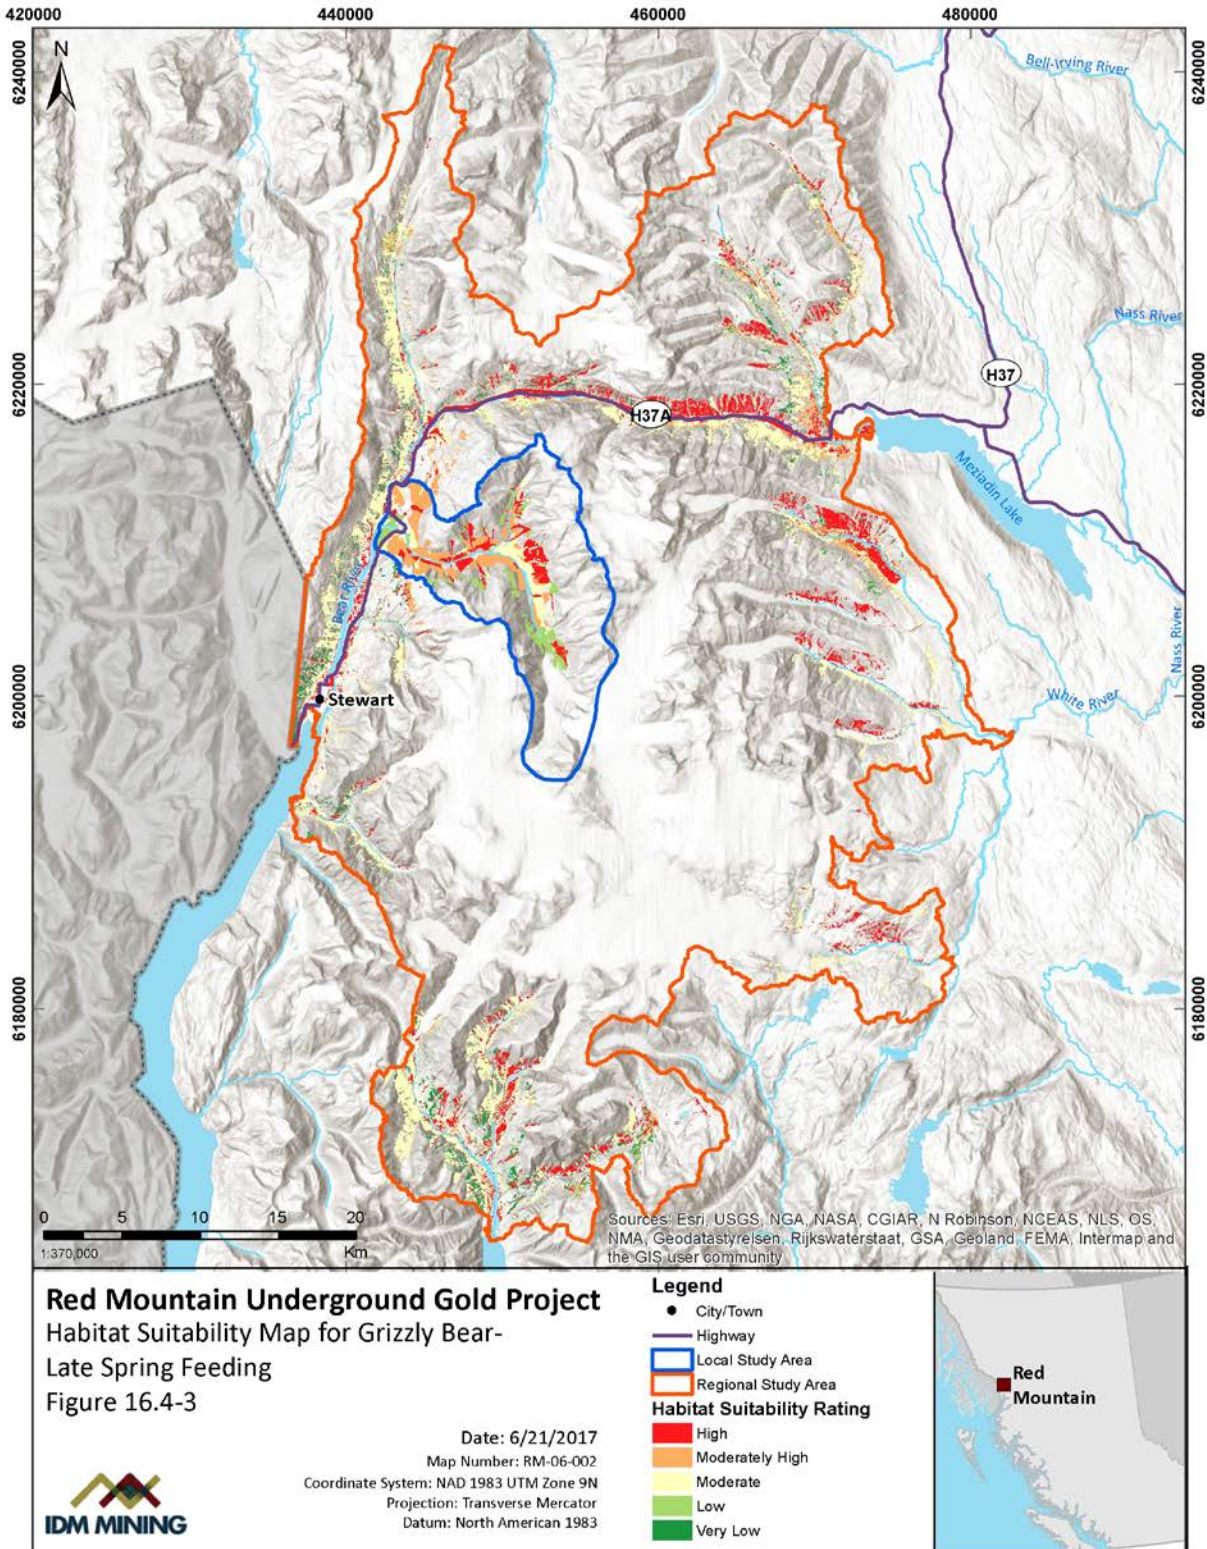 420000 440000 460000 480000
6240000
6220000
6200000
6180000
6240000
6220000
6200000
6180000
N
Bell-Irving River
Nass River
H37
H37A
Meziadin Lake
Bear River
Stewart
Nass River
White River
0 5 10 15 20
1:370,000 Km
Sources: Esri, USGS, NGA, NASA, CGIAR, N Robinson, NCEAS, NLS, OS,
NMA, Geodatastyrelsen, Rijkswaterstaat, GSA, Geoland, FEMA, Intermap and
the GIS user community
Red Mountain Underground Gold Project
Habitat Suitability Map for Grizzly Bear-
Late Spring Feeding
Figure 16.4-3
Date: 6/21/2017
Map Number: RM-06-002
Coordinate System: NAD 1983 UTM Zone 9N
Projection: Transverse Mercator
Datum: North American 1983
IDM MINING
Legend
City/Town
Highway
Local Study Area
Regional Study Area
Habitat Suitability Rating
High
Moderately High
Moderate
Low
Very Low
Red
Mountain